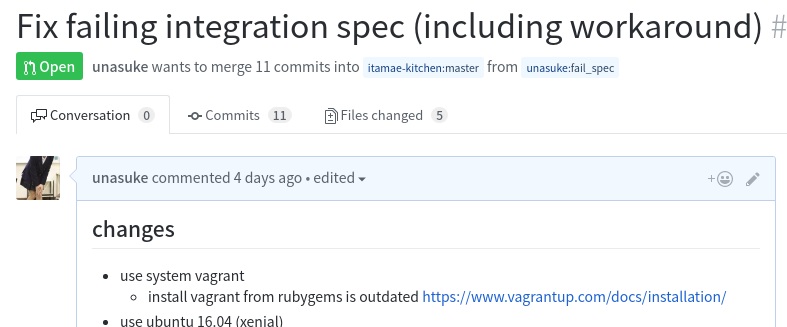 Fix failing integration spec (including workaround) #
Open unasuke wants to merge 11 commits into itamae-kitchen:master from unasuke:fail_spec
Conversation 0 Commits 11 Files changed 5
unasuke commented 4 days ago • edited
changes
• use system vagrant
◦ install vagrant from rubygems is outdated https://www.vagrantup.com/docs/installation/
• use ubuntu 16.04 (xenial)